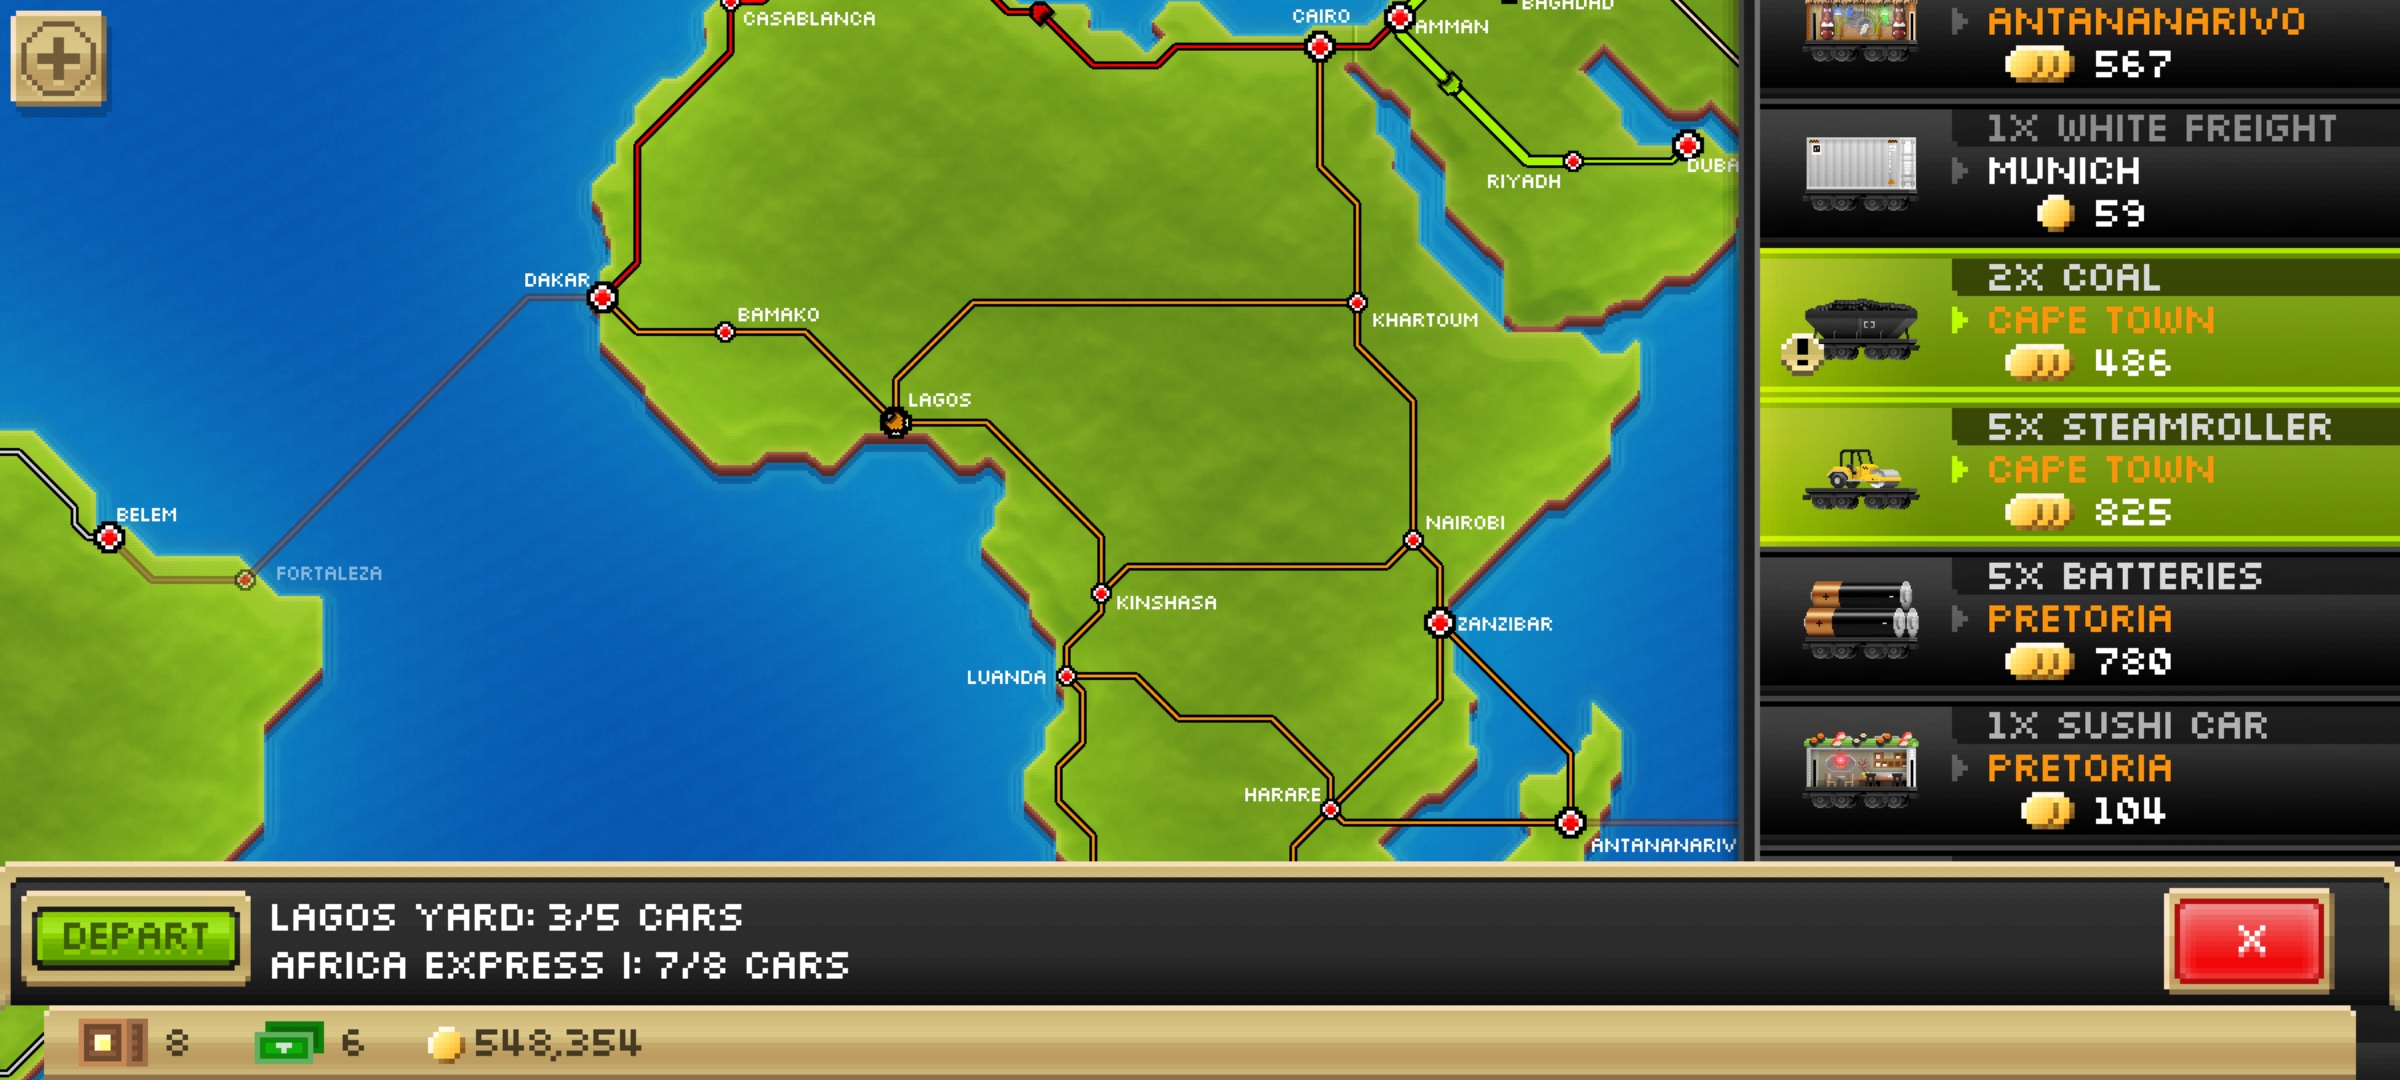 CASABLANCA
CAIRO
AMMAN
BAGHDAD
RIYADH
DUBA
DAKAR
BAMAKO
KHARTOUM
LAGOS
BELEM
FORTALEZA
NAIROBI
KINSHASA
ZANZIBAR
LUANDA
HARARE
ANTANANARIV
ANTANANARIVO
567
1X WHITE FREIGHT
MUNICH
59
2X COAL
CAPE TOWN
486
5X STEAMROLLER
CAPE TOWN
825
5X BATTERIES
PRETORIA
780
1X SUSHI CAR
PRETORIA
104
DEPART
LAGOS YARD: 3/5 CARS
AFRICA EXPRESS I: 7/8 CARS
X
8
6
548,354